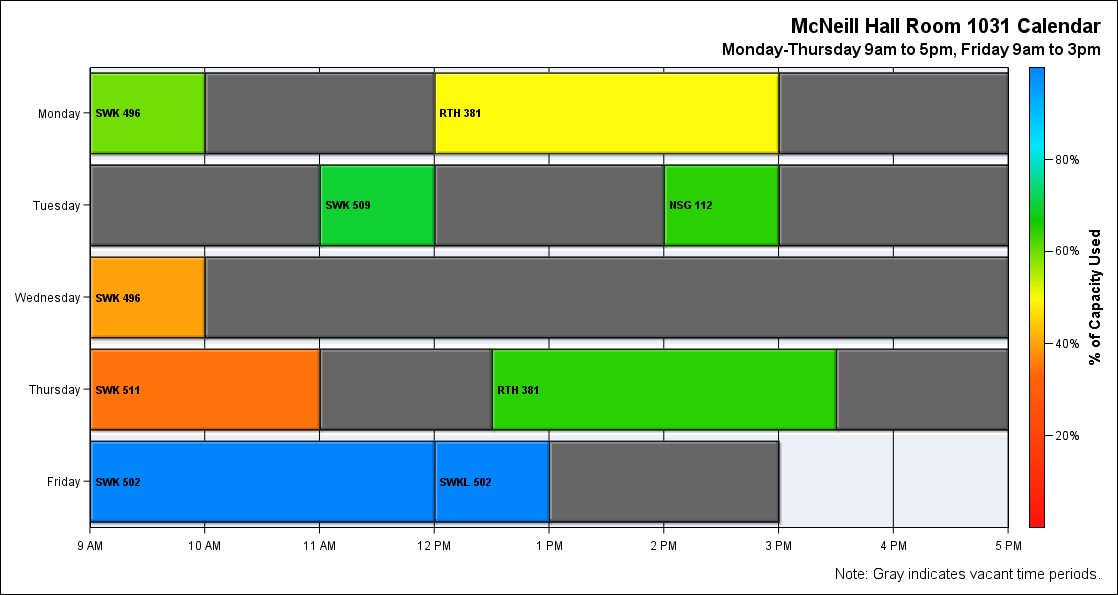 McNeill Hall Room 1031 Calendar
Monday-Thursday 9am to 5pm, Friday 9am to 3pm
Monday
SWK 496
RTH 381
Tuesday
SWK 509
NSG 112
Wednesday
SWK 496
Thursday
SWK 511
RTH 381
Friday
SWK 502
SWKL 502
9 AM
10 AM
11 AM
12 PM
1 PM
2 PM
3 PM
4 PM
5 PM
80%
60%
40%
20%
% of Capacity Used
Note: Gray indicates vacant time periods.